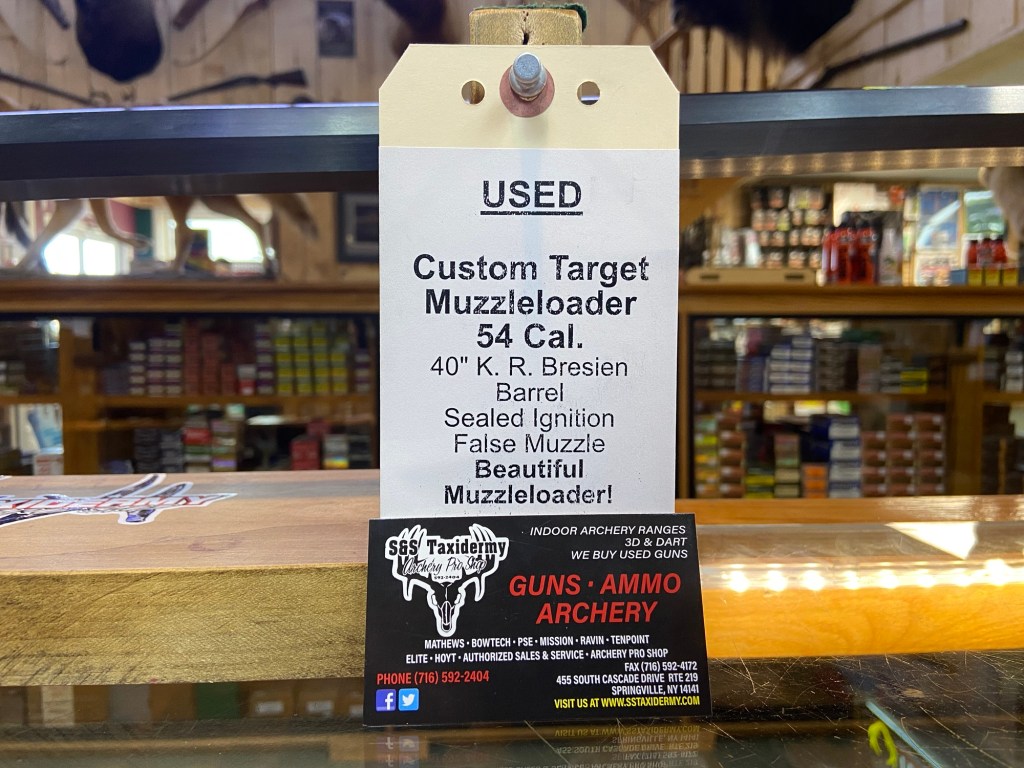 USED
Custom Target
Muzzleloader
54 Cal.
40" K. R. Bresien
Barrel
Sealed Ignition
False Muzzle
Beautiful
Muzzleloader!
S&S Taxidermy
Archery Pro Shop
592-2404
INDOOR ARCHERY RANGES
3D & DART
WE BUY USED GUNS
GUNS · AMMO
ARCHERY
MATHEWS · BOWTECH · PSE · MISSION · RAVIN · TENPOINT
ELITE · HOYT · AUTHORIZED SALES & SERVICE · ARCHERY PRO SHOP
PHONE (716) 592-2404
FAX (716) 592-4172
455 SOUTH CASCADE DRIVE RTE 219
SPRINGVILLE, NY 14141
VISIT US AT WWW.SSTAXIDERMY.COM